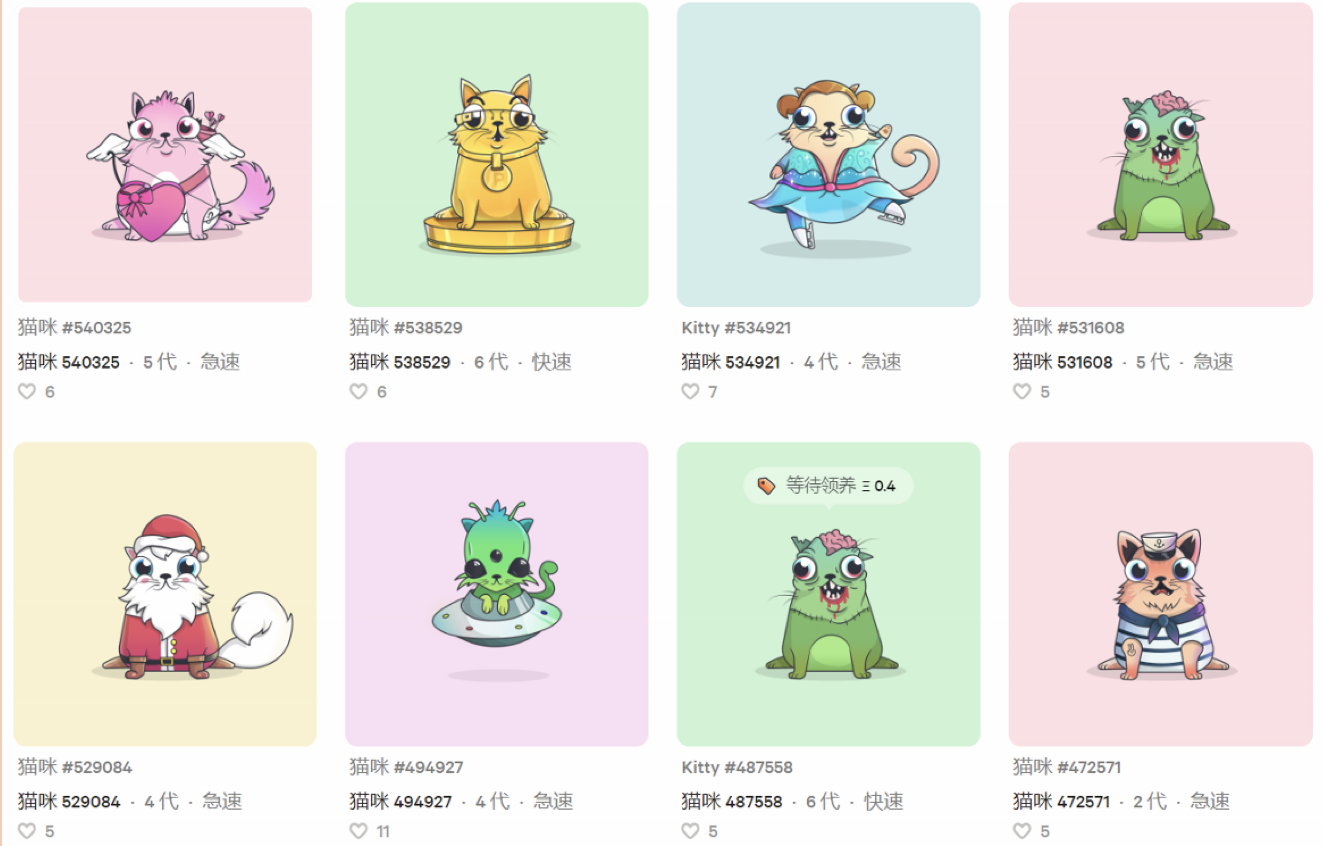 猫咪 #540325
猫咪 540325 · 5 代 · 急速
6
猫咪 #538529
猫咪 538529 · 6 代 · 快速
6
Kitty #534921
猫咪 534921 · 4 代 · 急速
7
猫咪 #531608
猫咪 531608 · 5 代 · 急速
5
等待领养 Ξ 0.4
猫咪 #529084
猫咪 529084 · 4 代 · 急速
5
猫咪 #494927
猫咪 494927 · 4 代 · 急速
11
Kitty #487558
猫咪 487558 · 6 代 · 快速
5
猫咪 #472571
猫咪 472571 · 2 代 · 急速
5